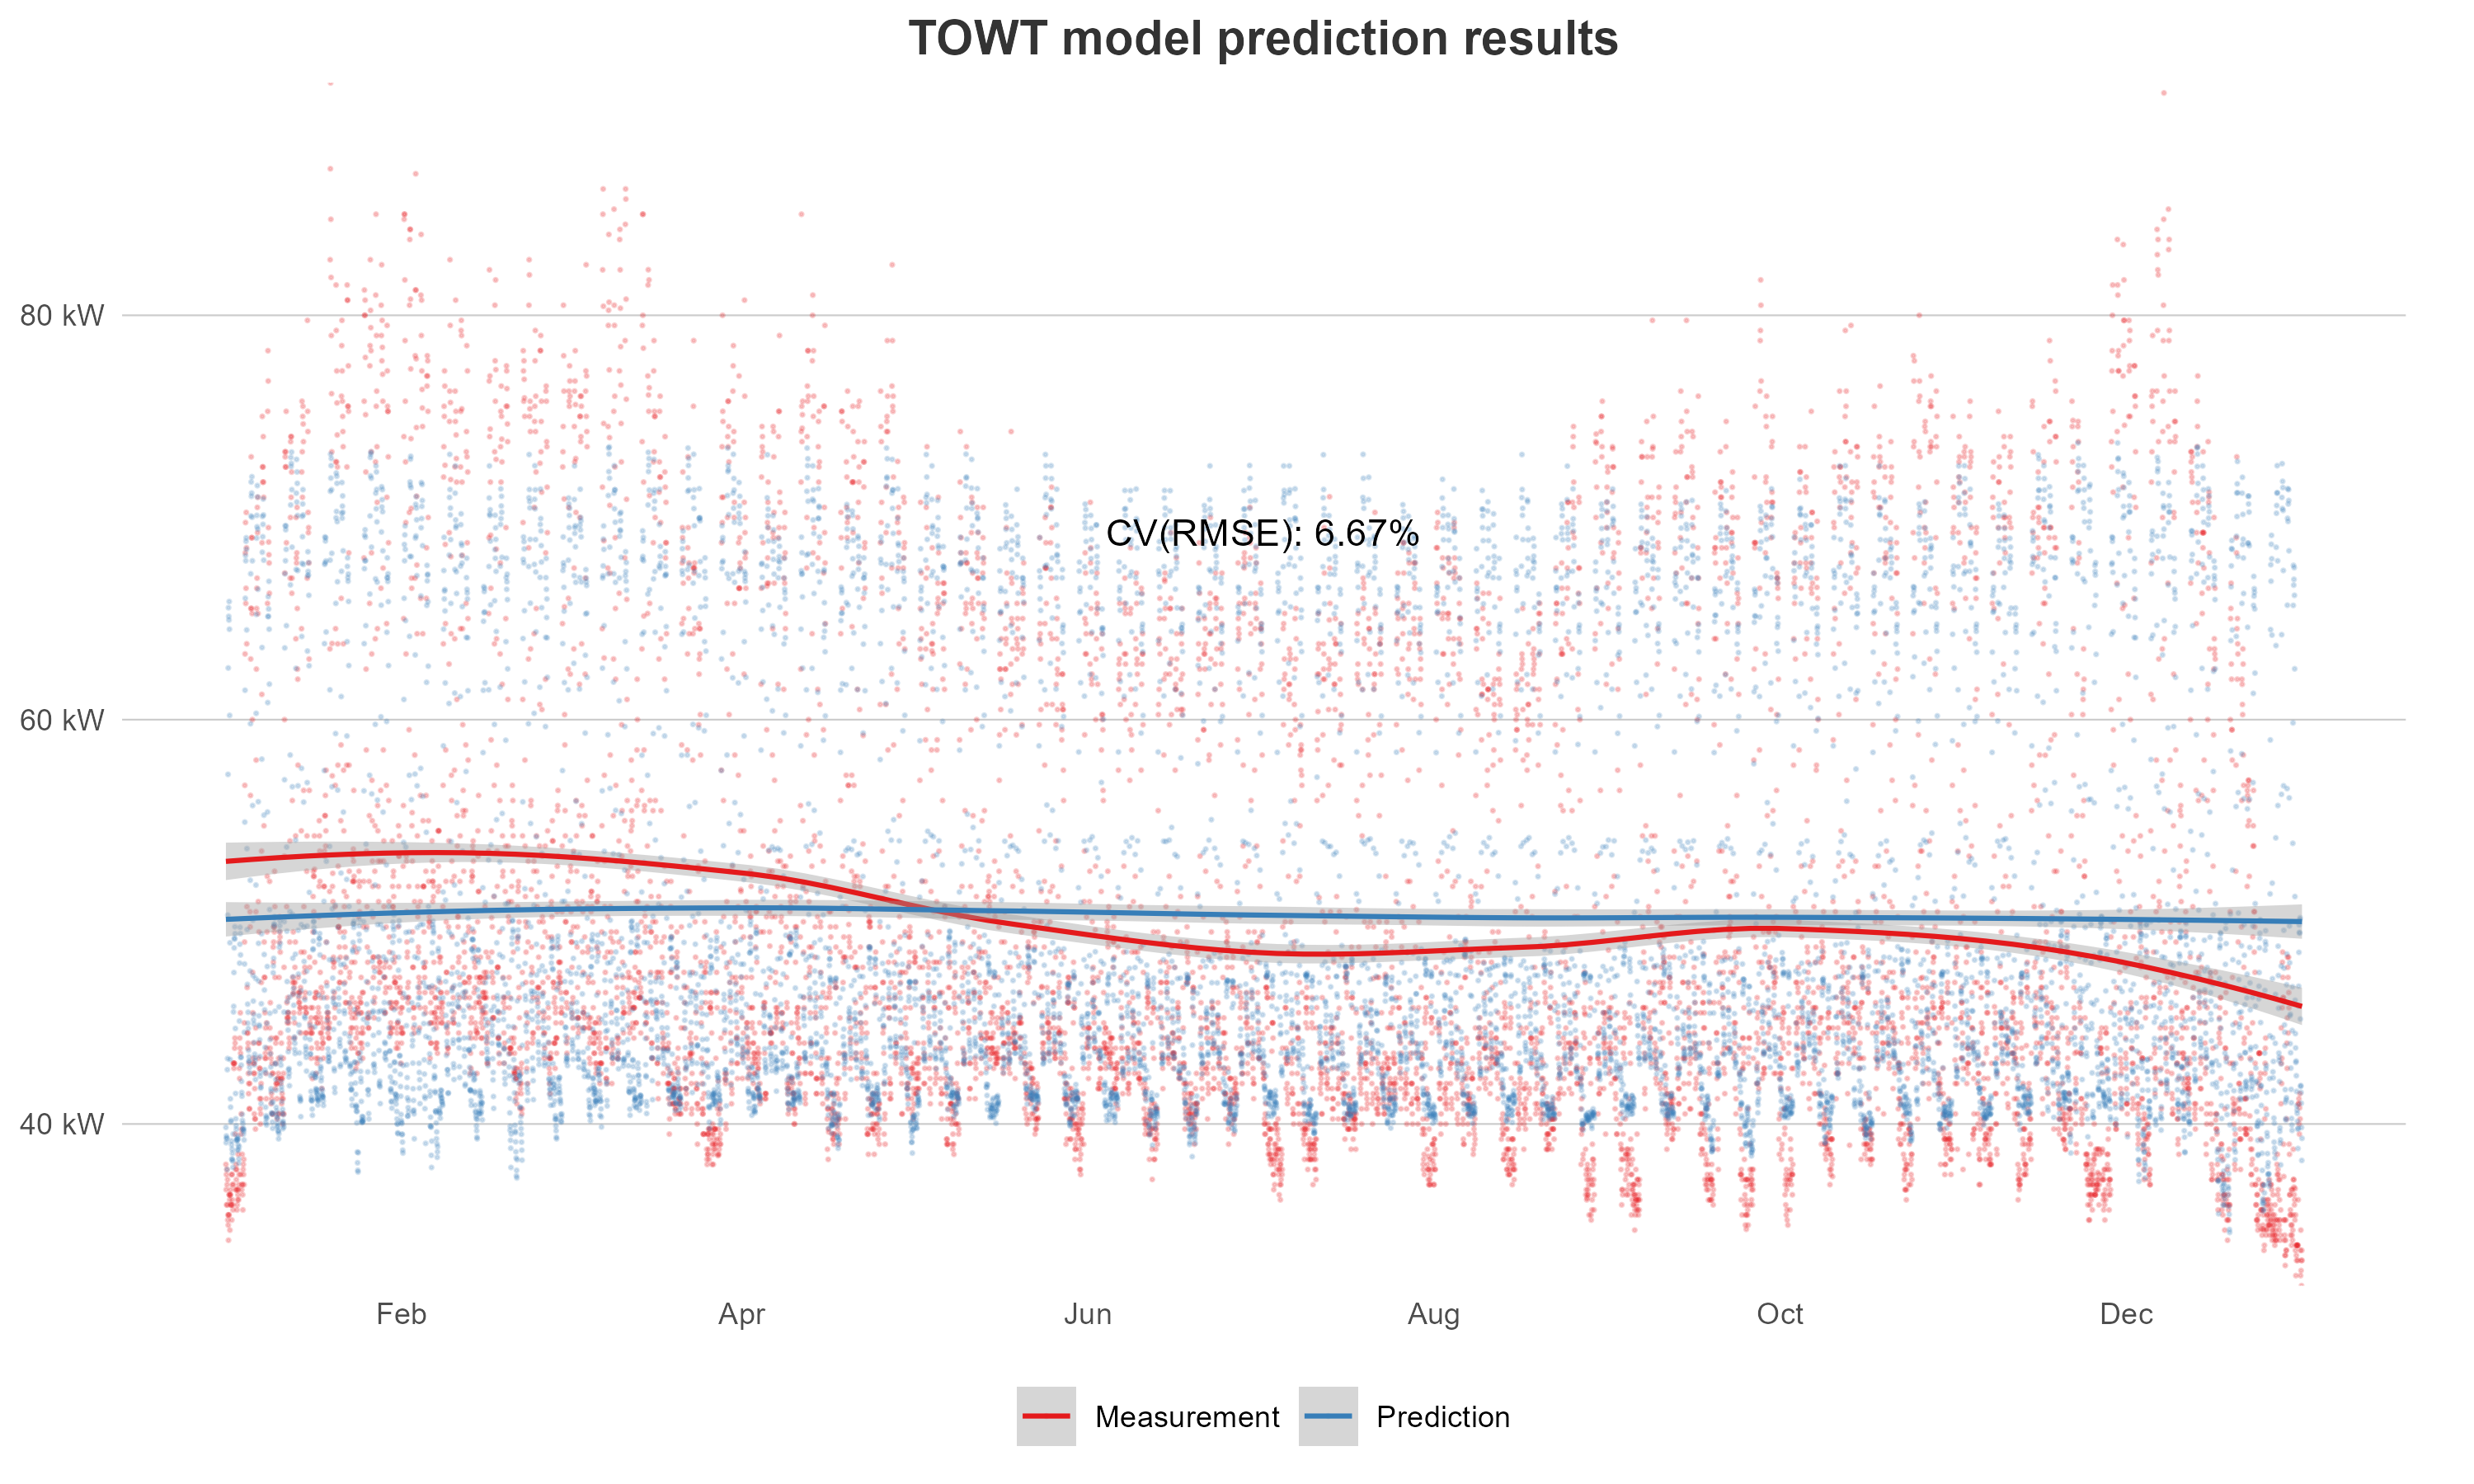 TOWT model prediction results
80 kW
CV(RMSE): 6.67%
60 kW
40 kW
Feb Apr Jun Aug Oct Dec
Measurement Prediction